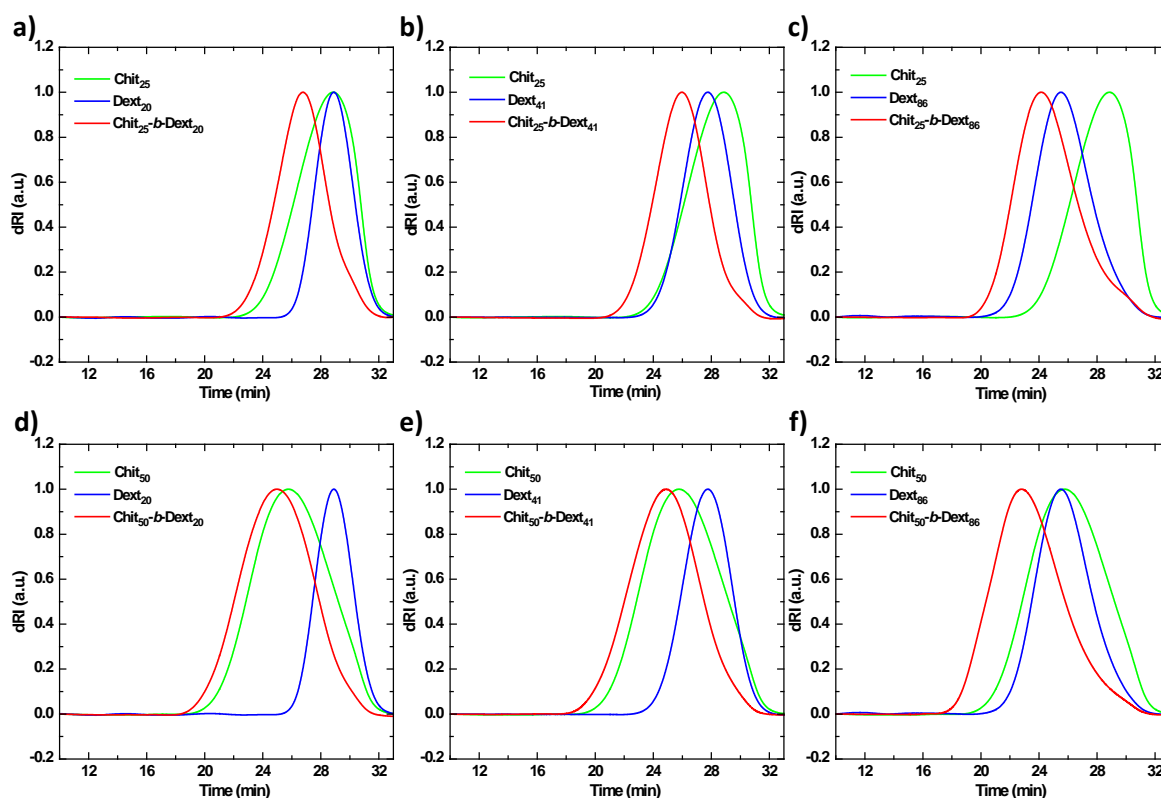 a)
1.2
1.0
0.8
0.6
0.4
0.2
0.0
-0.2
dRI (a.u.)
Chit25
Dext20
Chit25-b-Dext20
12 16 20 24 28 32
Time (min)
b)
1.2
1.0
0.8
0.6
0.4
0.2
0.0
-0.2
dRI (a.u.)
Chit25
Dext41
Chit25-b-Dext41
12 16 20 24 28 32
Time (min)
c)
1.2
1.0
0.8
0.6
0.4
0.2
0.0
-0.2
dRI (a.u.)
Chit25
Dext86
Chit25-b-Dext86
12 16 20 24 28 32
Time (min)
d)
1.2
1.0
0.8
0.6
0.4
0.2
0.0
-0.2
dRI (a.u.)
Chit50
Dext20
Chit50-b-Dext20
12 16 20 24 28 32
Time (min)
e)
1.2
1.0
0.8
0.6
0.4
0.2
0.0
-0.2
dRI (a.u.)
Chit50
Dext41
Chit50-b-Dext41
12 16 20 24 28 32
Time (min)
f)
1.2
1.0
0.8
0.6
0.4
0.2
0.0
-0.2
dRI (a.u.)
Chit50
Dext86
Chit50-b-Dext86
12 16 20 24 28 32
Time (min)